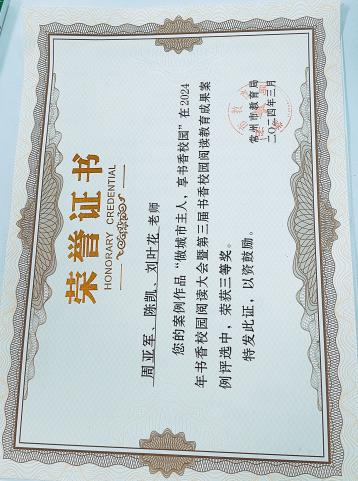 荣誉证书
HONORARY CREDENTIAL
周亚军、陈凯、刘叶花 老师
您的案例作品“做城市主人、享书香校园”在2024
年书香校园阅读大会暨第三届书香校园阅读教育成果案
例评选中，荣获三等奖。
特发此证，以资鼓励。
常州市教育局
二〇二四年三月